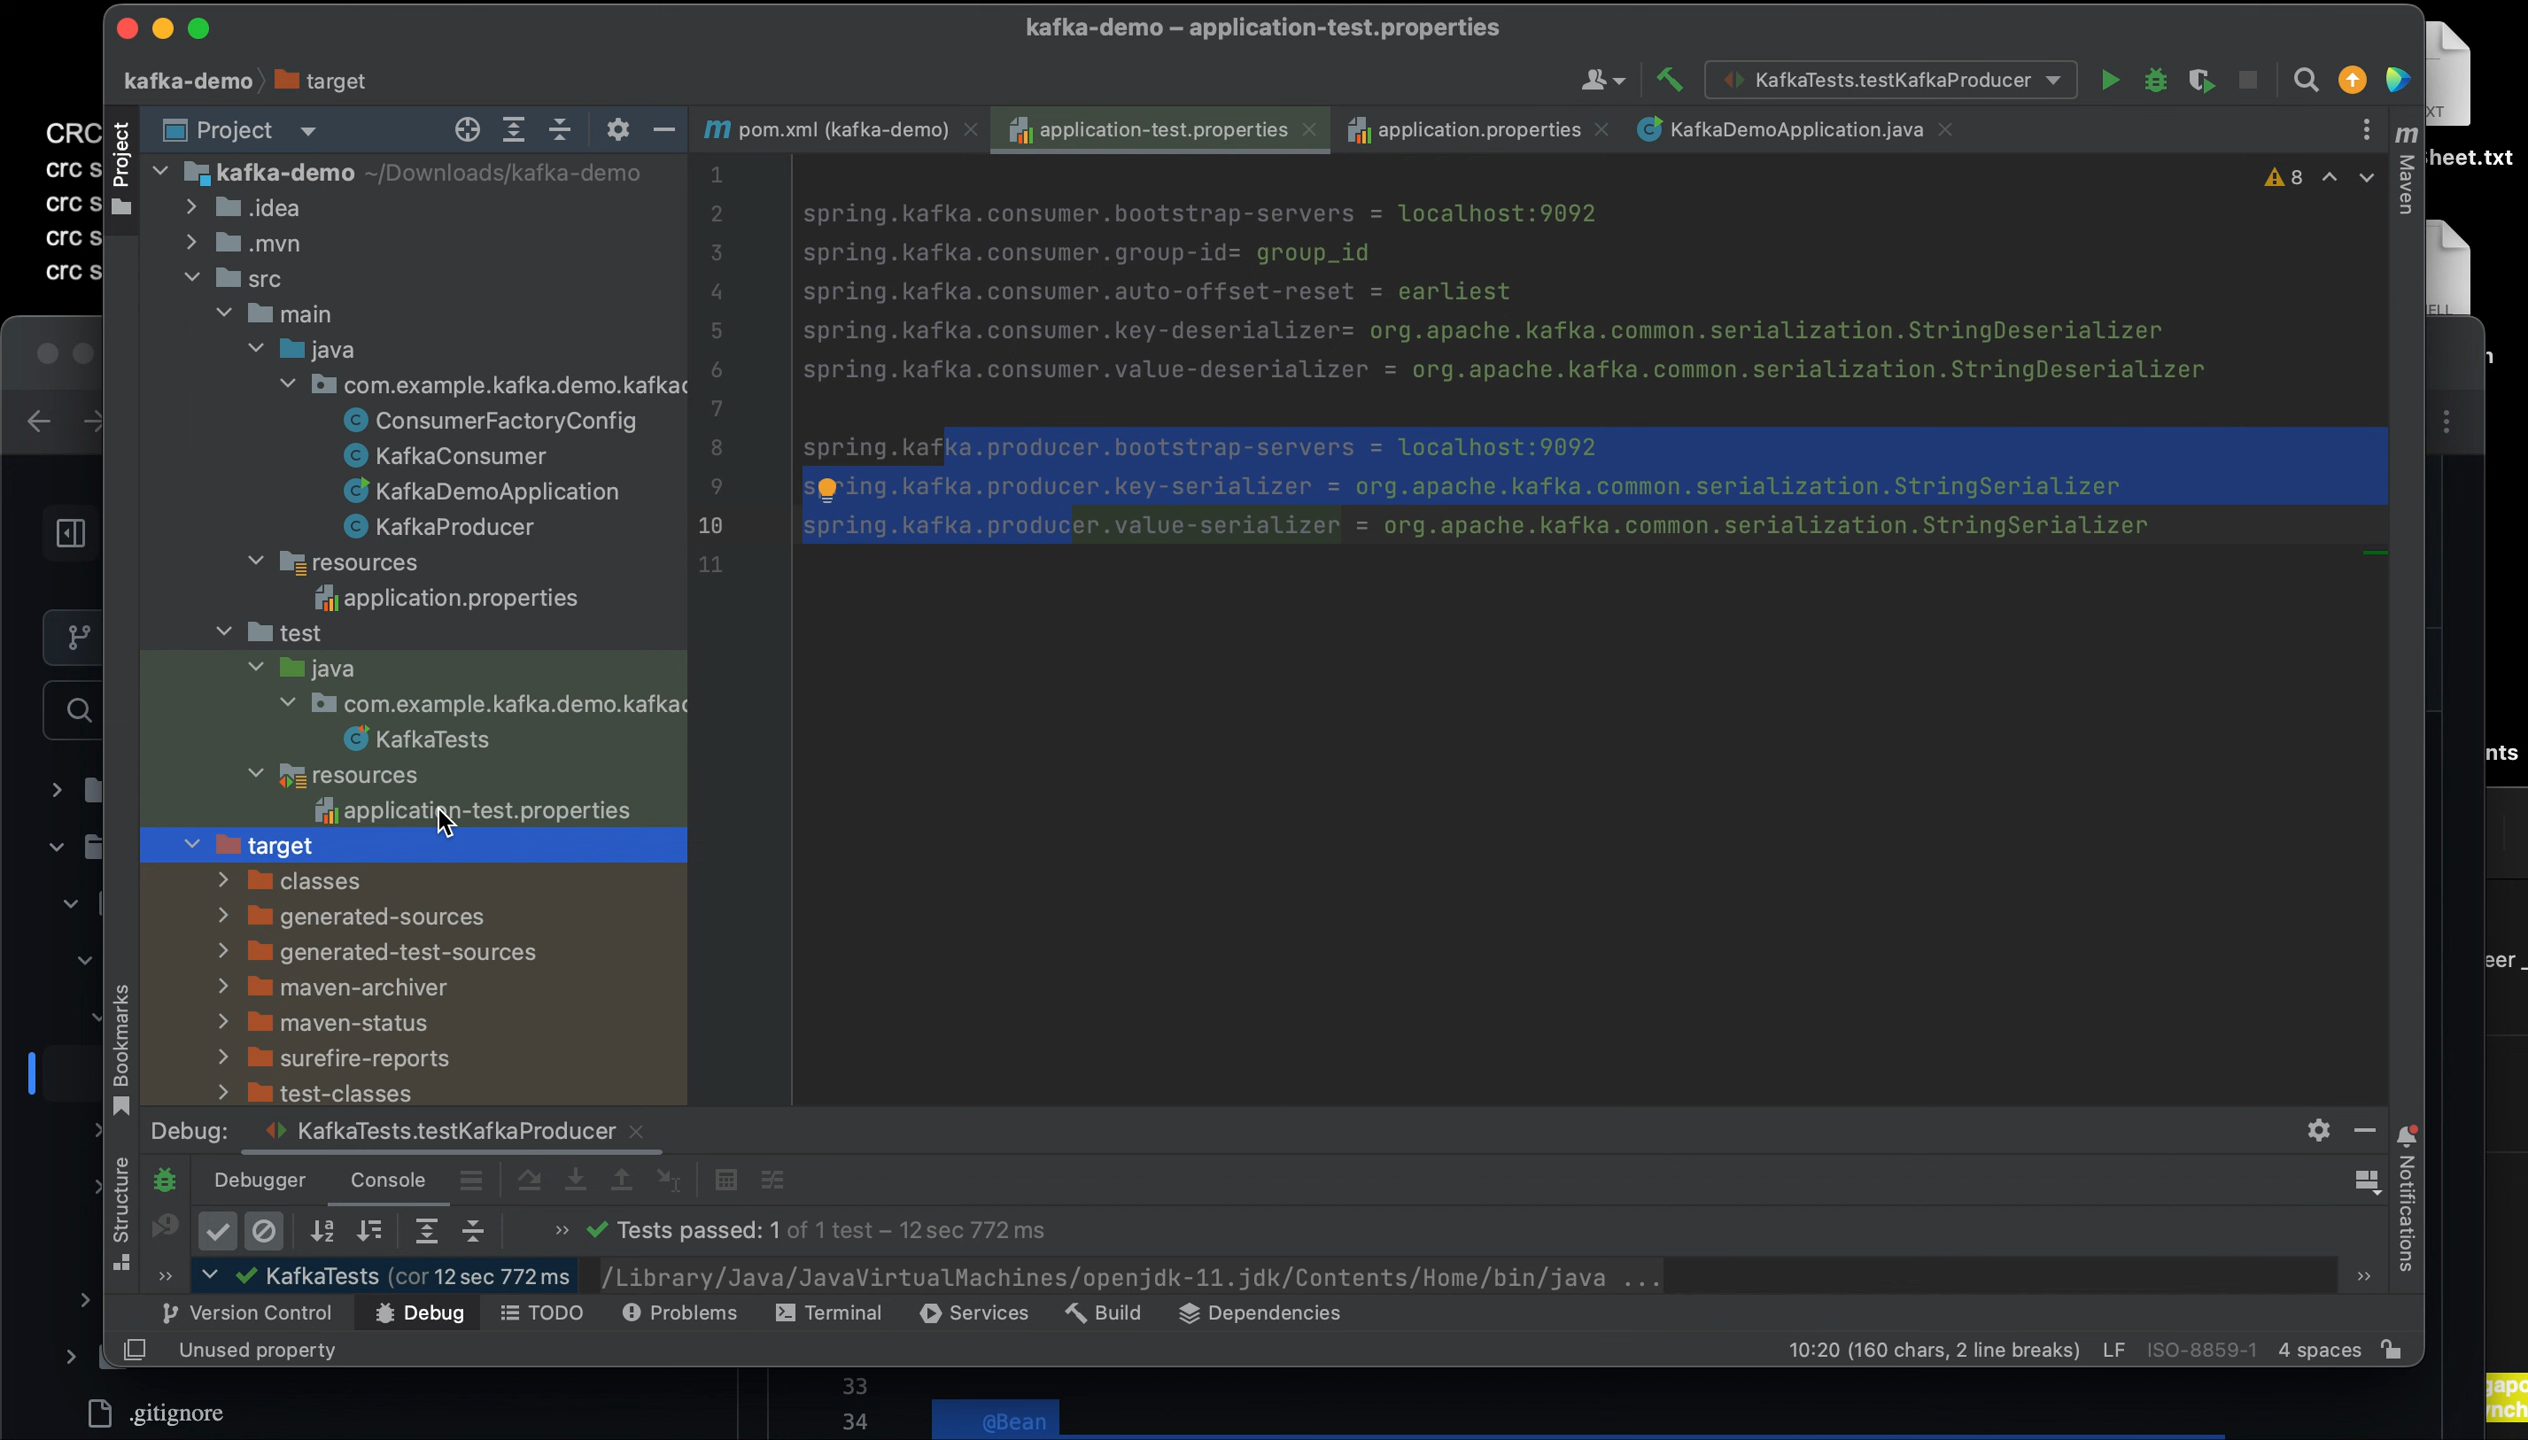 kafka-demo – application-test.properties
kafka-demo
target
KafkaTests.testKafkaProducer
Project
pom.xml (kafka-demo)
application-test.properties
application.properties
KafkaDemoApplication.java
Project
Maven
kafka-demo ~/Downloads/kafka-demo
.idea
.mvn
src
main
java
com.example.kafka.demo.kafkad
ConsumerFactoryConfig
KafkaConsumer
KafkaDemoApplication
KafkaProducer
resources
application.properties
test
java
com.example.kafka.demo.kafkad
KafkaTests
resources
application-test.properties
target
classes
generated-sources
generated-test-sources
maven-archiver
maven-status
surefire-reports
test-classes
1
8
2 spring.kafka.consumer.bootstrap-servers = localhost:9092
3 spring.kafka.consumer.group-id= group_id
4 spring.kafka.consumer.auto-offset-reset = earliest
5 spring.kafka.consumer.key-deserializer= org.apache.kafka.common.serialization.StringDeserializer
6 spring.kafka.consumer.value-deserializer = org.apache.kafka.common.serialization.StringDeserializer
7
8 spring.kafka.producer.bootstrap-servers = localhost:9092
9 spring.kafka.producer.key-serializer = org.apache.kafka.common.serialization.StringSerializer
10 spring.kafka.producer.value-serializer = org.apache.kafka.common.serialization.StringSerializer
11
Bookmarks
Structure
Notifications
Debug: KafkaTests.testKafkaProducer
Debugger
Console
» Tests passed: 1 of 1 test – 12 sec 772 ms
» KafkaTests (cor 12 sec 772 ms
/Library/Java/JavaVirtualMachines/openjdk-11.jdk/Contents/Home/bin/java ...
»
Version Control
Debug
TODO
Problems
Terminal
Services
Build
Dependencies
Unused property
10:20 (160 chars, 2 line breaks)
LF
ISO-8859-1
4 spaces
CRC
crc s
crc s
crc s
crc s
heet.txt
.gitignore
33
34 @Bean